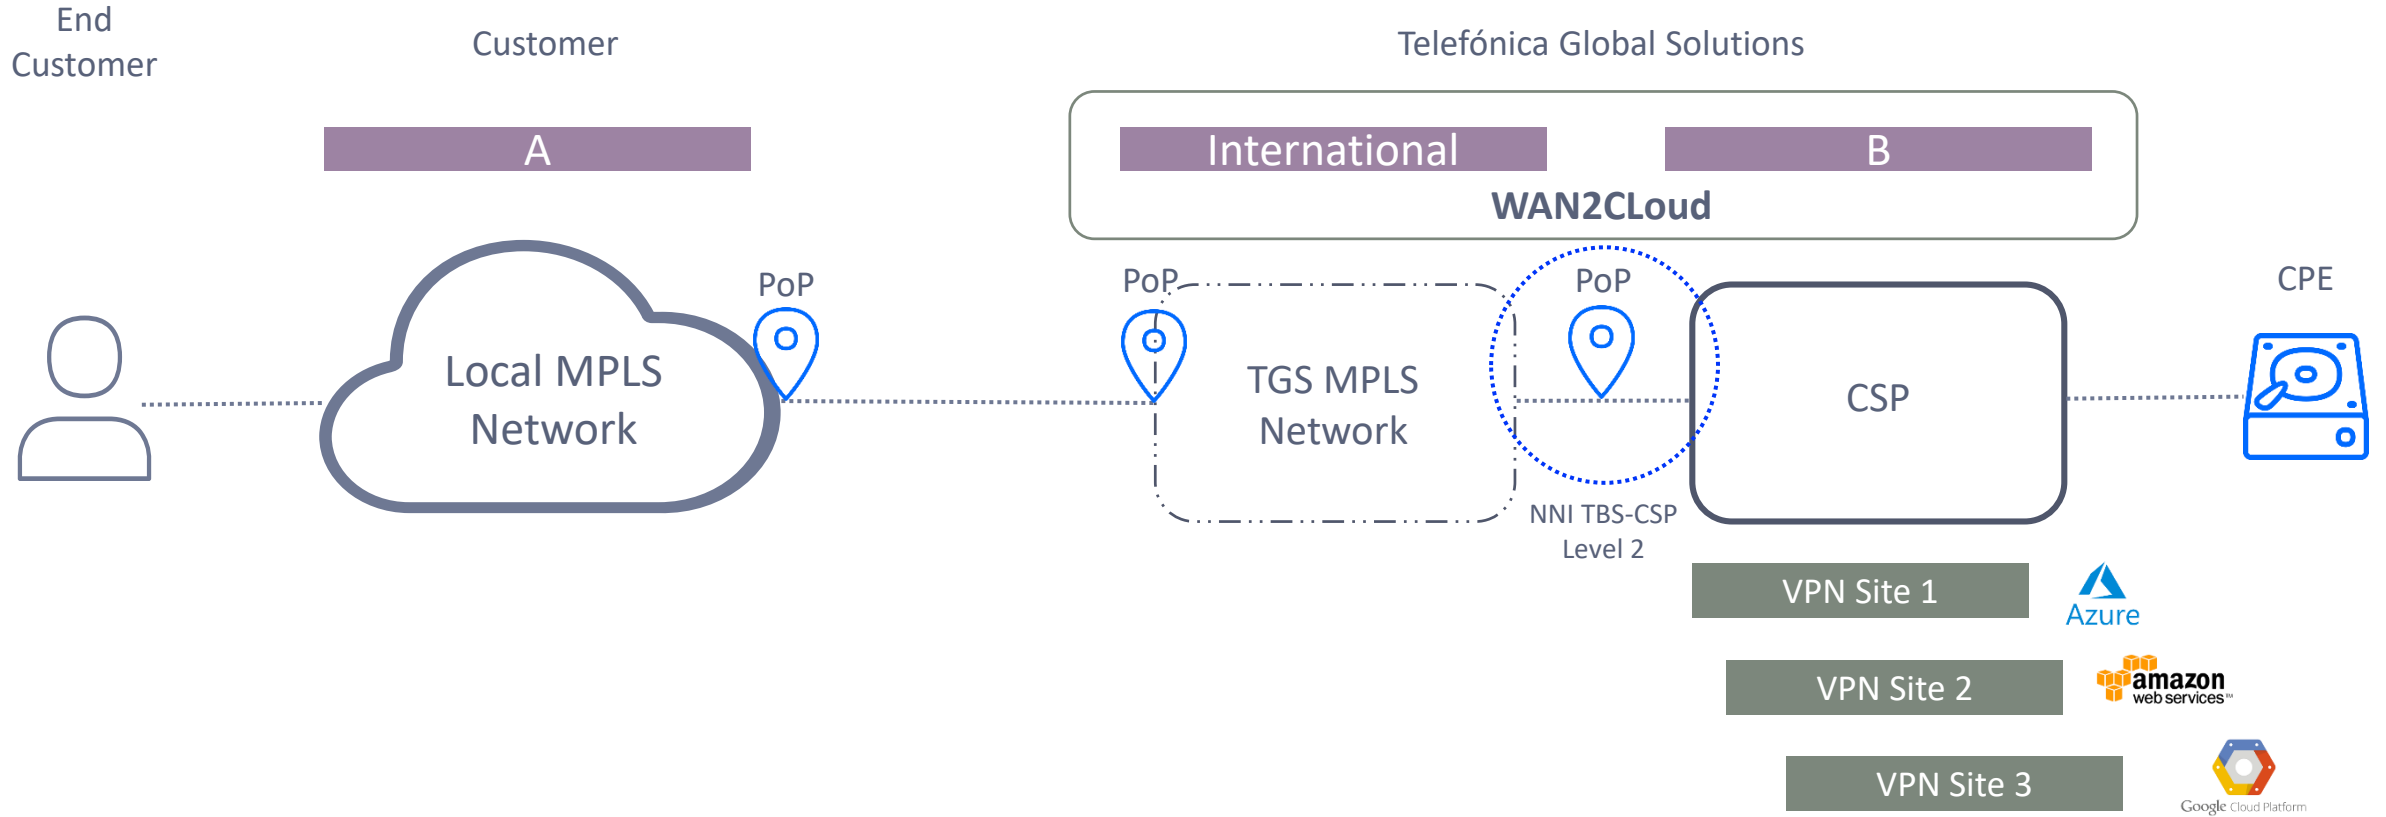 End
Customer
Customer
Telefónica Global Solutions
A
International
B
WAN2CLoud
PoP
PoP
PoP
CPE
Local MPLS
Network
TGS MPLS
Network
CSP
NNI TBS-CSP
Level 2
VPN Site 1
Azure
VPN Site 2
amazon
web services™
VPN Site 3
Google Cloud Platform